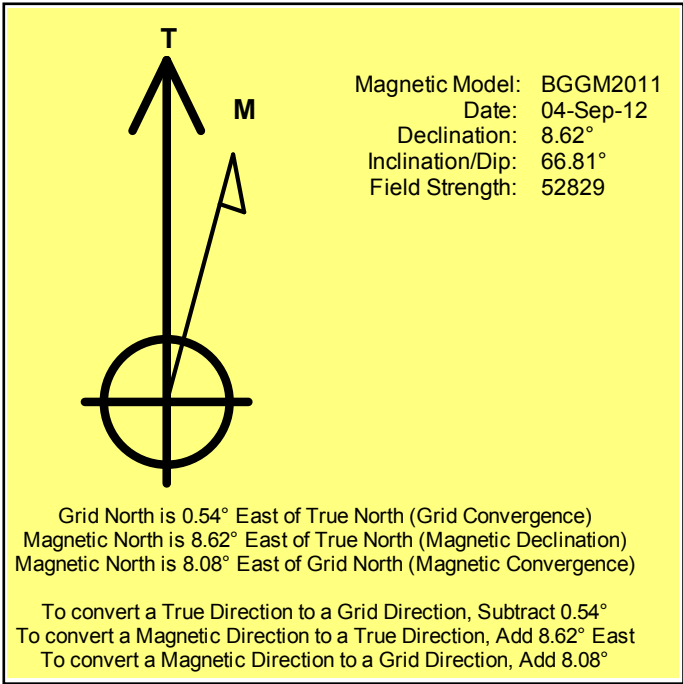 T
M
Magnetic Model: BGGM2011
Date: 04-Sep-12
Declination: 8.62°
Inclination/Dip: 66.81°
Field Strength: 52829
Grid North is 0.54° East of True North (Grid Convergence)
Magnetic North is 8.62° East of True North (Magnetic Declination)
Magnetic North is 8.08° East of Grid North (Magnetic Convergence)
To convert a True Direction to a Grid Direction, Subtract 0.54°
To convert a Magnetic Direction to a True Direction, Add 8.62° East
To convert a Magnetic Direction to a Grid Direction, Add 8.08°